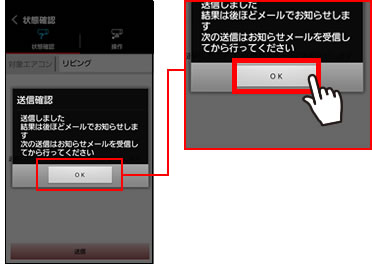 状態確認
状態確認
操作
対象エアコン
リビング
送信確認
送信しました
結果は後ほどメールでお知らせしま
す
次の送信はお知らせメールを受信し
てから行ってください
OK
送信
送信しました
結果は後ほどメールでお知らせしま
す
次の送信はお知らせメールを受信し
てから行ってください
OK